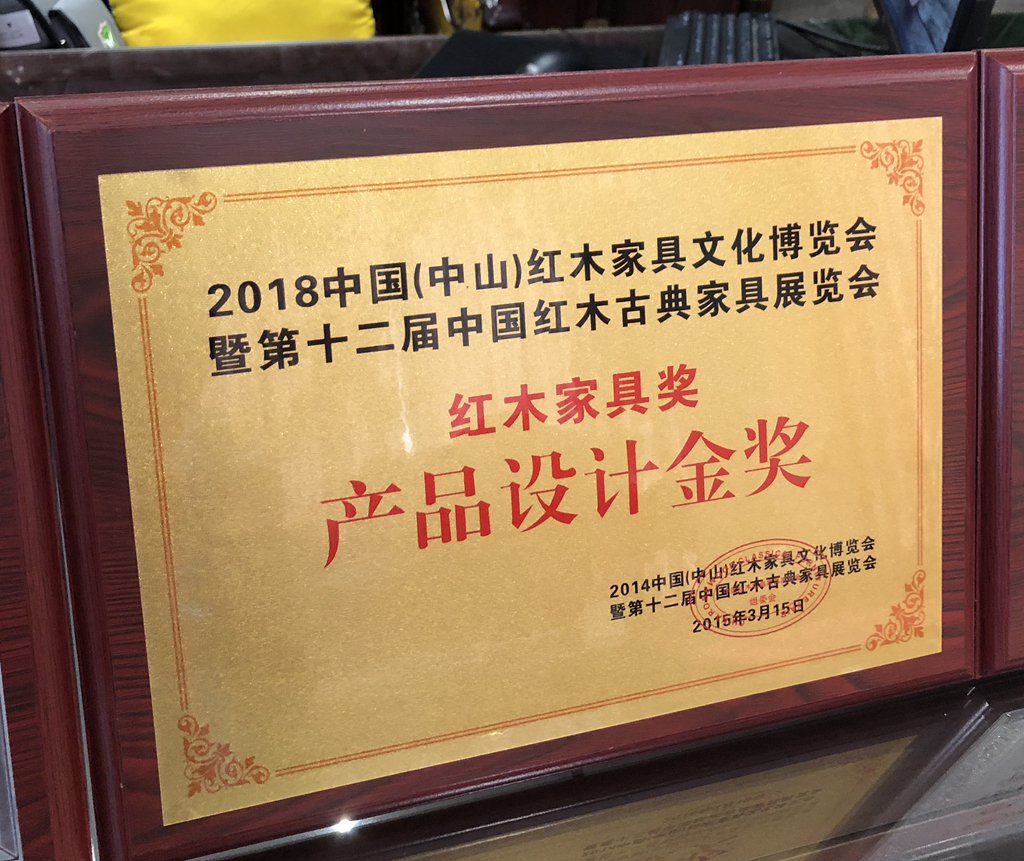 2018中国(中山)红木家具文化博览会
暨第十二届中国红木古典家具展览会
红木家具奖
产品设计金奖
2014中国(中山)红木家具文化博览会
暨第十二届中国红木古典家具展览会
组委会
2015年3月15日